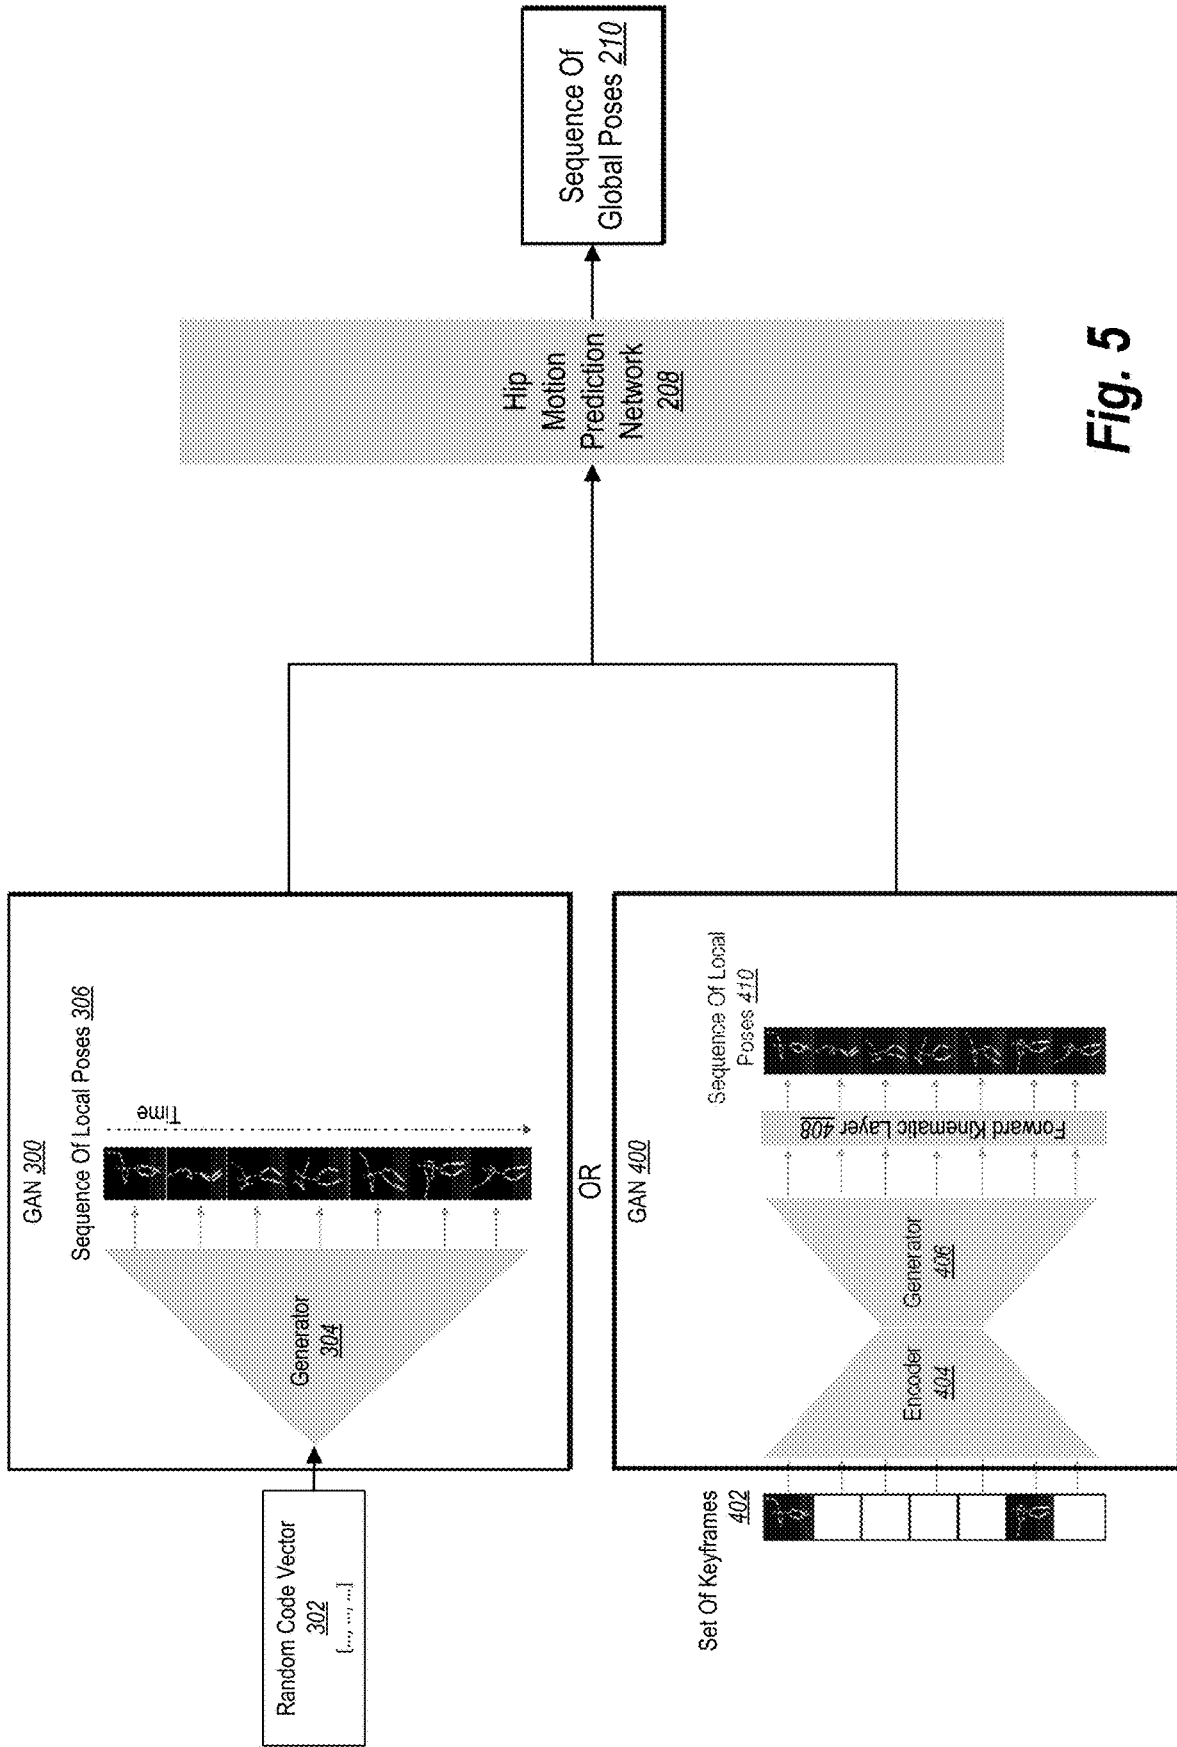 GAN 300
Sequence Of Local Poses 306
Time
Generator
304
Random Code Vector
302
[..., ..., ...]
OR
GAN 400
Set Of Keyframes
402
Encoder
404
Generator
406
Forward Kinematic Layer 408
Sequence Of Local
Poses 410
Hip
Motion
Prediction
Network
208
Sequence Of
Global Poses 210
Fig. 5